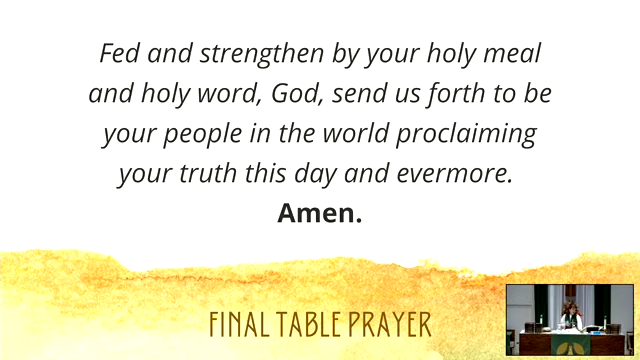 Fed and strengthen by your holy meal
and holy word, God, send us forth to be
your people in the world proclaiming
your truth this day and evermore.
Amen.
FINAL TABLE PRAYER